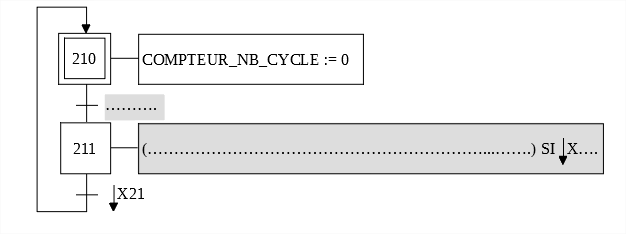 210 COMPTEUR_NB_CYCLE := 0
……….
211 (……………………………………………………...……) SI ↓X….
↓X21